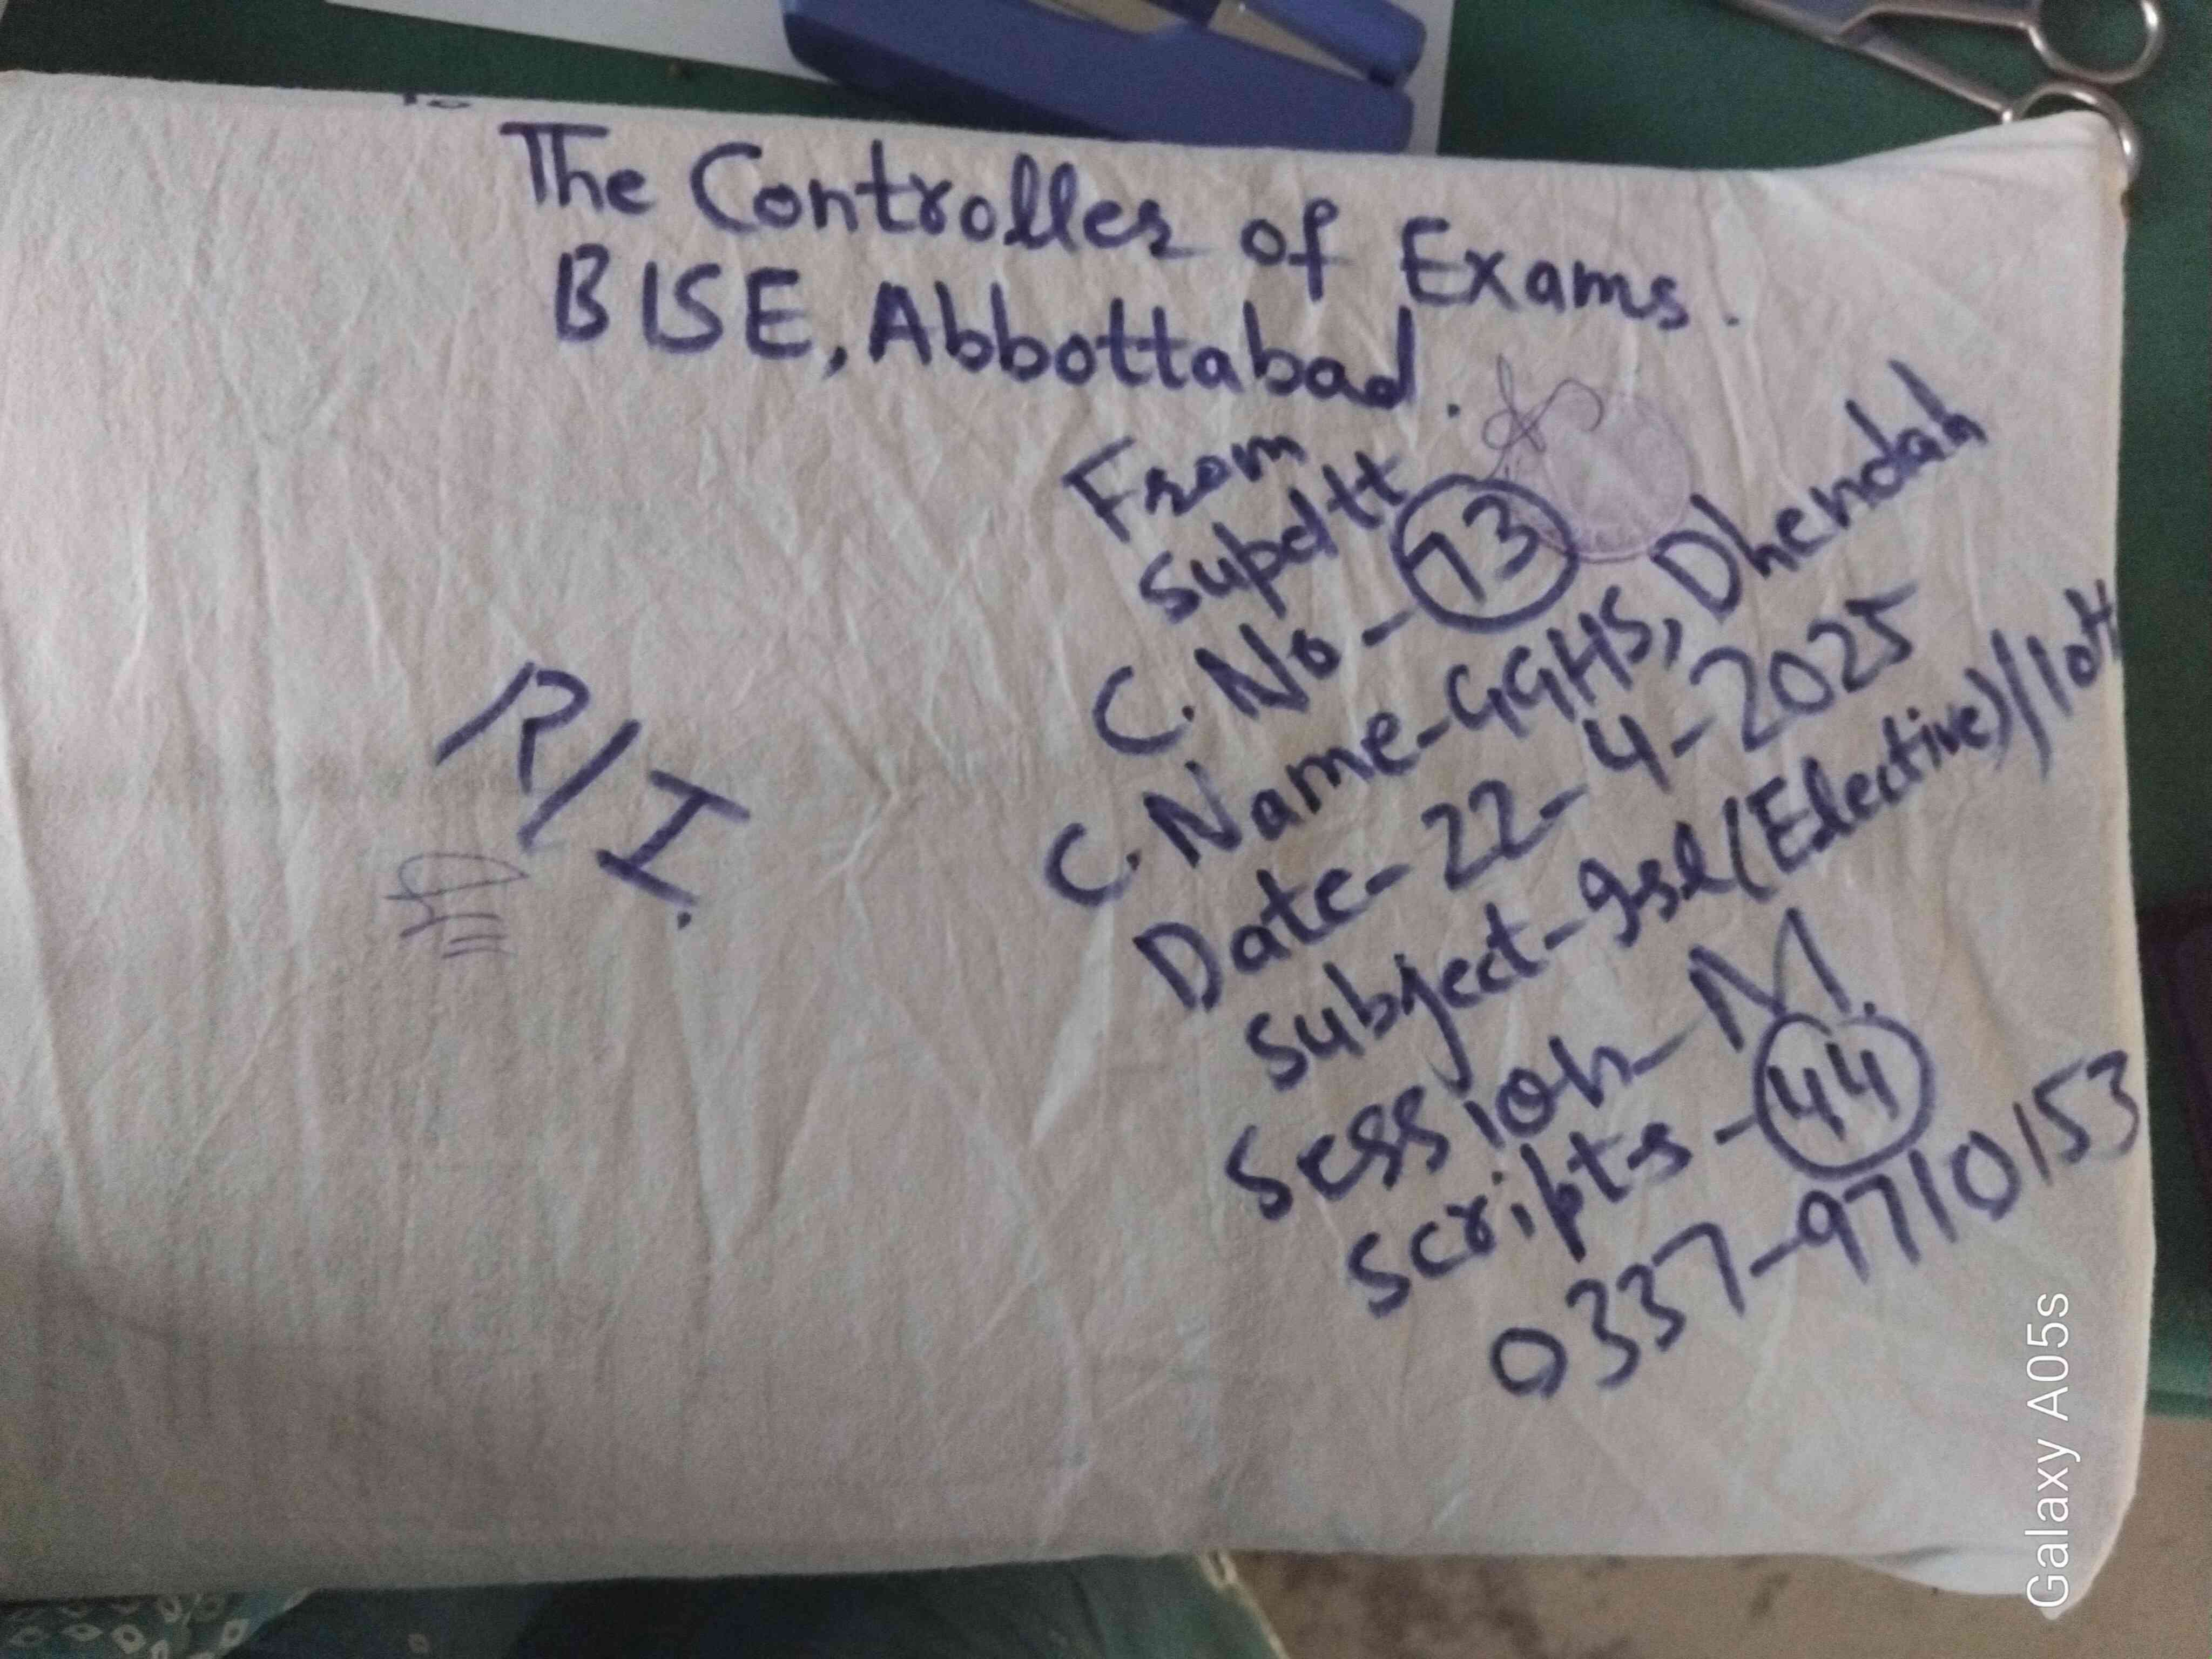 To
The Controller of Exams.
BISE, Abbottabad.
From
Supdtt
C. No - 73
C. Name - GGHS, Dhendah
Date - 22 - 4 - 2025
Subject - Isl (Elective)/10th
Session - M.
Scripts - 44
0337-9710153
R/I.
Galaxy A05s